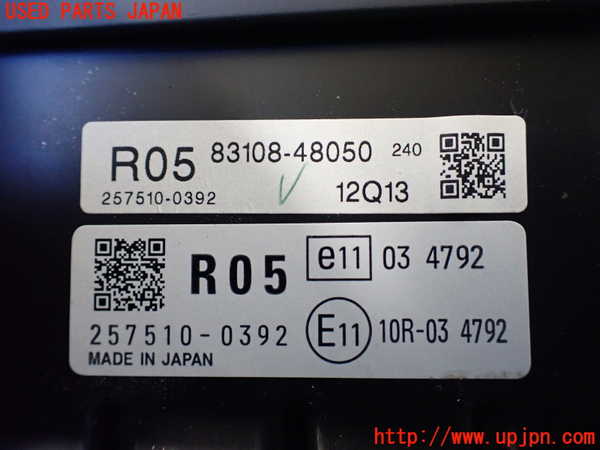 USED PARTS JAPAN
R05 83108-48050 240
257510-0392 12Q13
R05 e11 03 4792
257510-0392 E11 10R-03 4792
MADE IN JAPAN
http://www.upjpn.com/